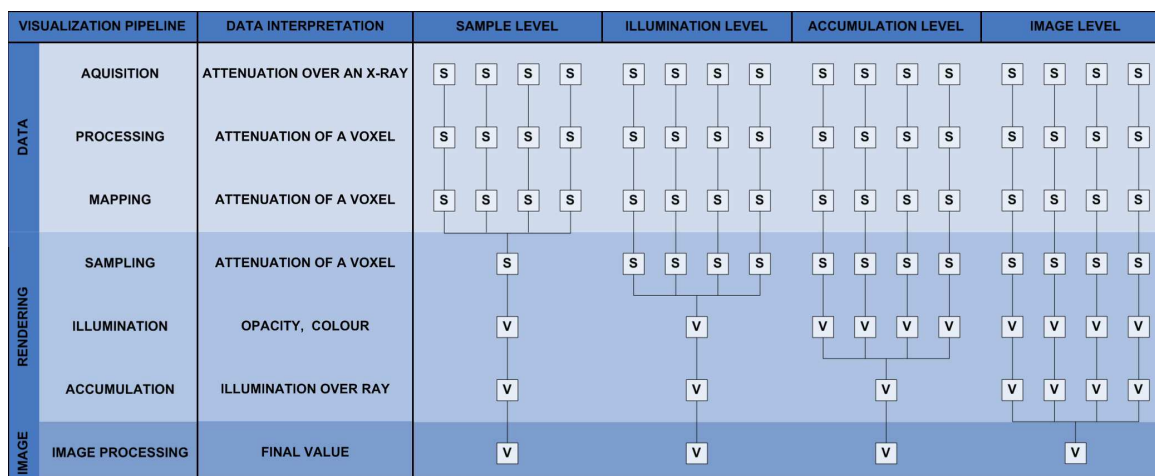 VISUALIZATION PIPELINE DATA INTERPRETATION SAMPLE LEVEL ILLUMINATION LEVEL ACCUMULATION LEVEL IMAGE LEVEL
DATA
AQUISITION ATTENUATION OVER AN X-RAY S S S S S S S S S S S S S S S S
PROCESSING ATTENUATION OF A VOXEL S S S S S S S S S S S S S S S S
MAPPING ATTENUATION OF A VOXEL S S S S S S S S S S S S S S S S
RENDERING
SAMPLING ATTENUATION OF A VOXEL S S S S S S S S S S S S S
ILLUMINATION OPACITY, COLOUR V V V V V V V V V V
ACCUMULATION ILLUMINATION OVER RAY V V V V V V V
IMAGE
IMAGE PROCESSING FINAL VALUE V V V V